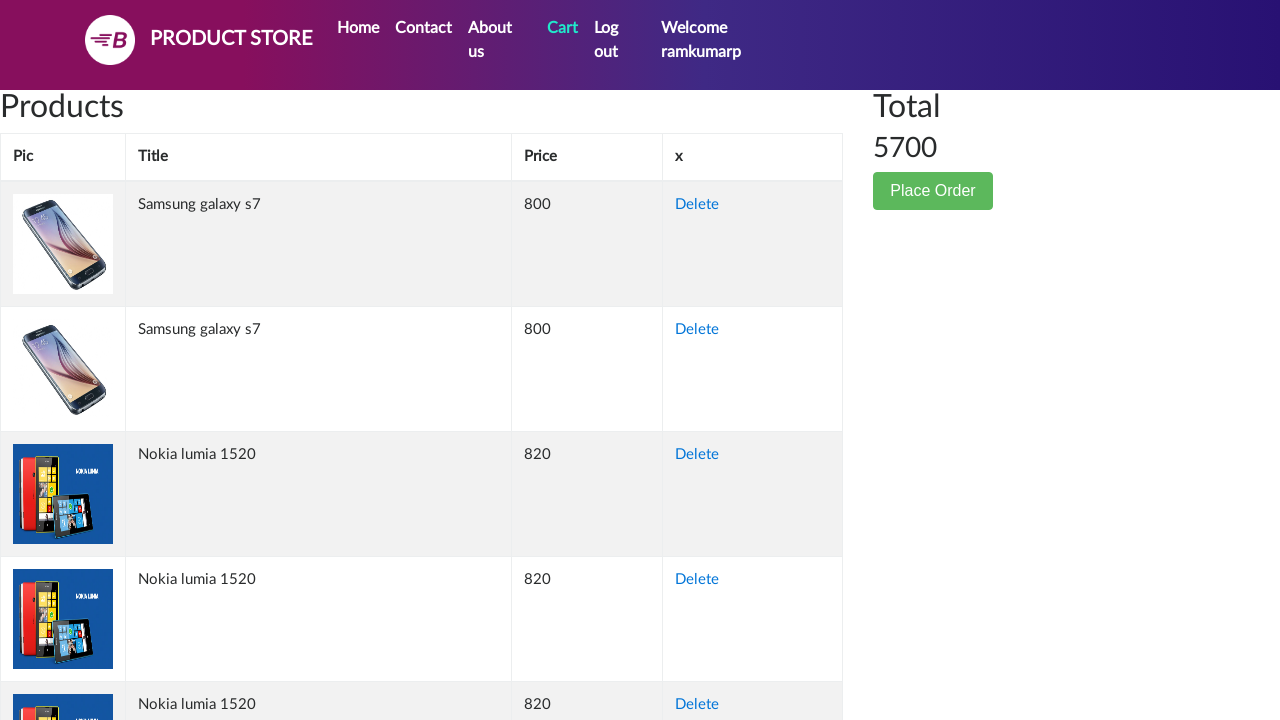 PRODUCT STORE
Home
Contact
About us
Cart
Log out
Welcome ramkumarp
Products
Pic Title Price x
Samsung galaxy s7 800 Delete
Samsung galaxy s7 800 Delete
Nokia lumia 1520 820 Delete
Nokia lumia 1520 820 Delete
Nokia lumia 1520 820 Delete
Total
5700
Place Order